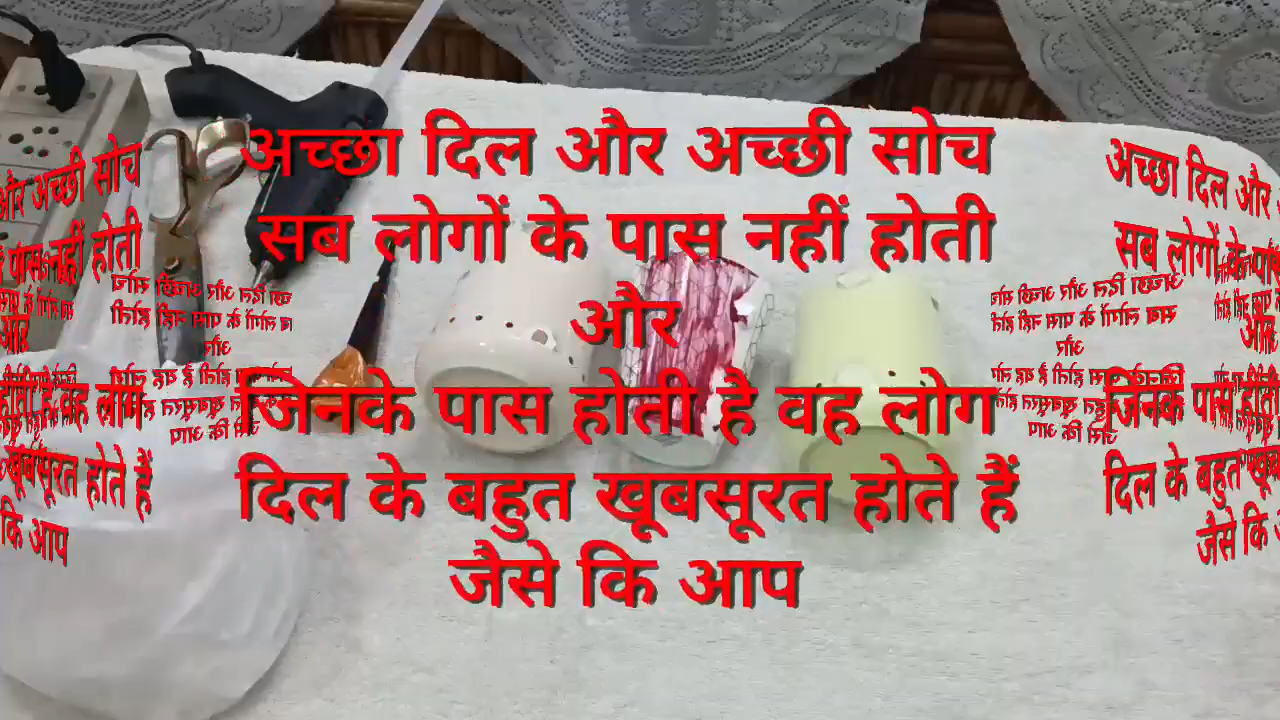 अच्छा दिल और अच्छी सोच
सब लोगों के पास नहीं होती
और
जिनके पास होती है वह लोग
दिल के बहुत खूबसूरत होते हैं
जैसे कि आप